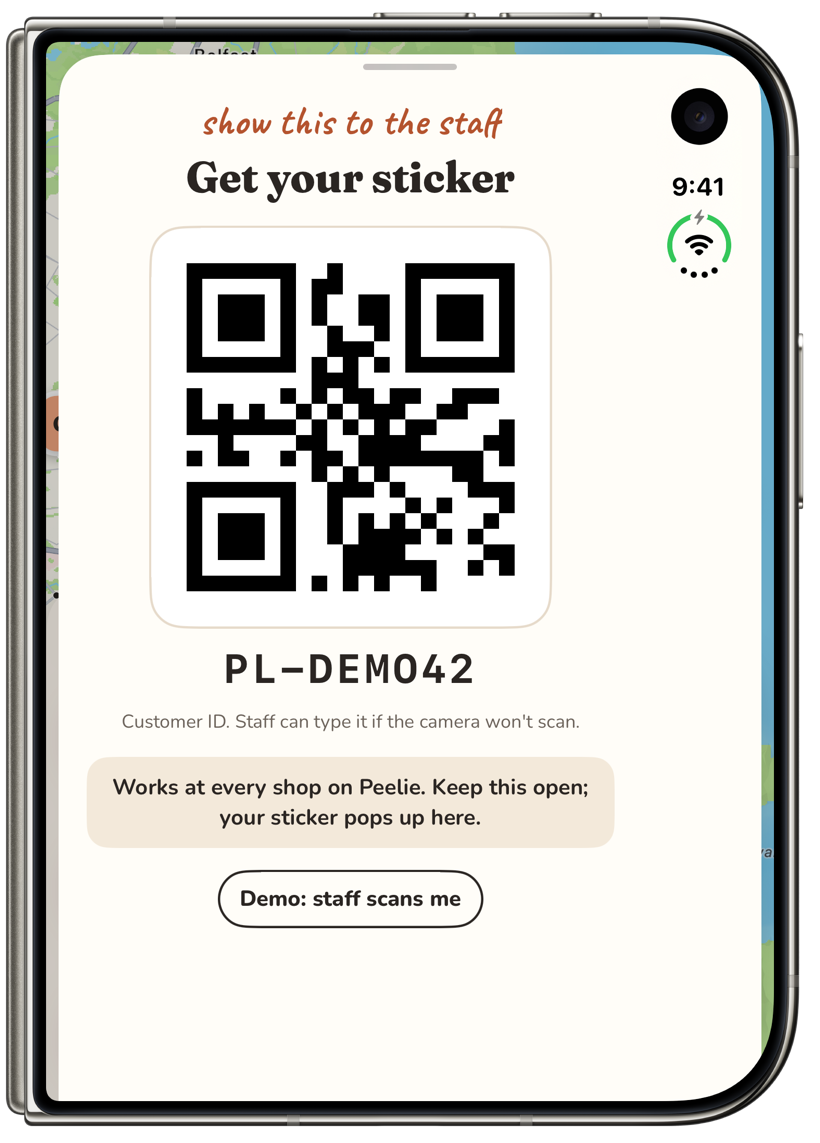 Belfast
show this to the staff
Get your sticker
9:41
PL-DEMO42
Customer ID. Staff can type it if the camera won't scan.
Works at every shop on Peelie. Keep this open;
your sticker pops up here.
Demo: staff scans me